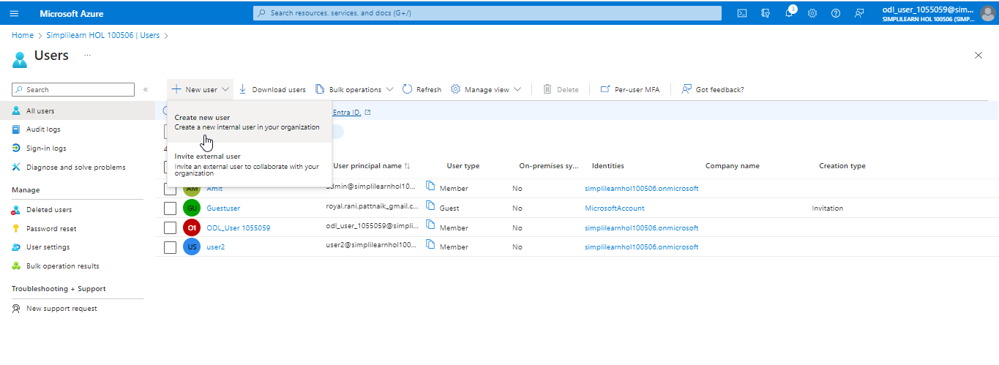 Microsoft Azure
Search resources, services, and docs (G+/)
3
odl_user_1055059@sim...
SIMPLILEARN HOL 100506 (SIMP...
Home > Simplilearn HOL 100506 | Users >
Users ...
Search «
New user
Download users
Bulk operations
Refresh
Manage view
Delete
Per-user MFA
Got feedback?
All users
Audit logs
Sign-in logs
Diagnose and solve problems
Manage
Deleted users
Password reset
User settings
Bulk operation results
Troubleshooting + Support
New support request
Create new user
Create a new internal user in your organization
Invite external user
Invite an external user to collaborate with your
organization
Entra ID.
4
User principal name User type On-premises sy... Identities Company name Creation type
AM Amit admin@simplilearnhol10... Member No simplilearnhol100506.onmicrosoft
GU Guestuser royal.rani.pattnaik_gmail.c... Guest No MicrosoftAccount Invitation
O1 ODL_User 1055059 odl_user_1055059@simpli... Member No simplilearnhol100506.onmicrosoft
US user2 user2@simplilearnhol100... Member No simplilearnhol100506.onmicrosoft